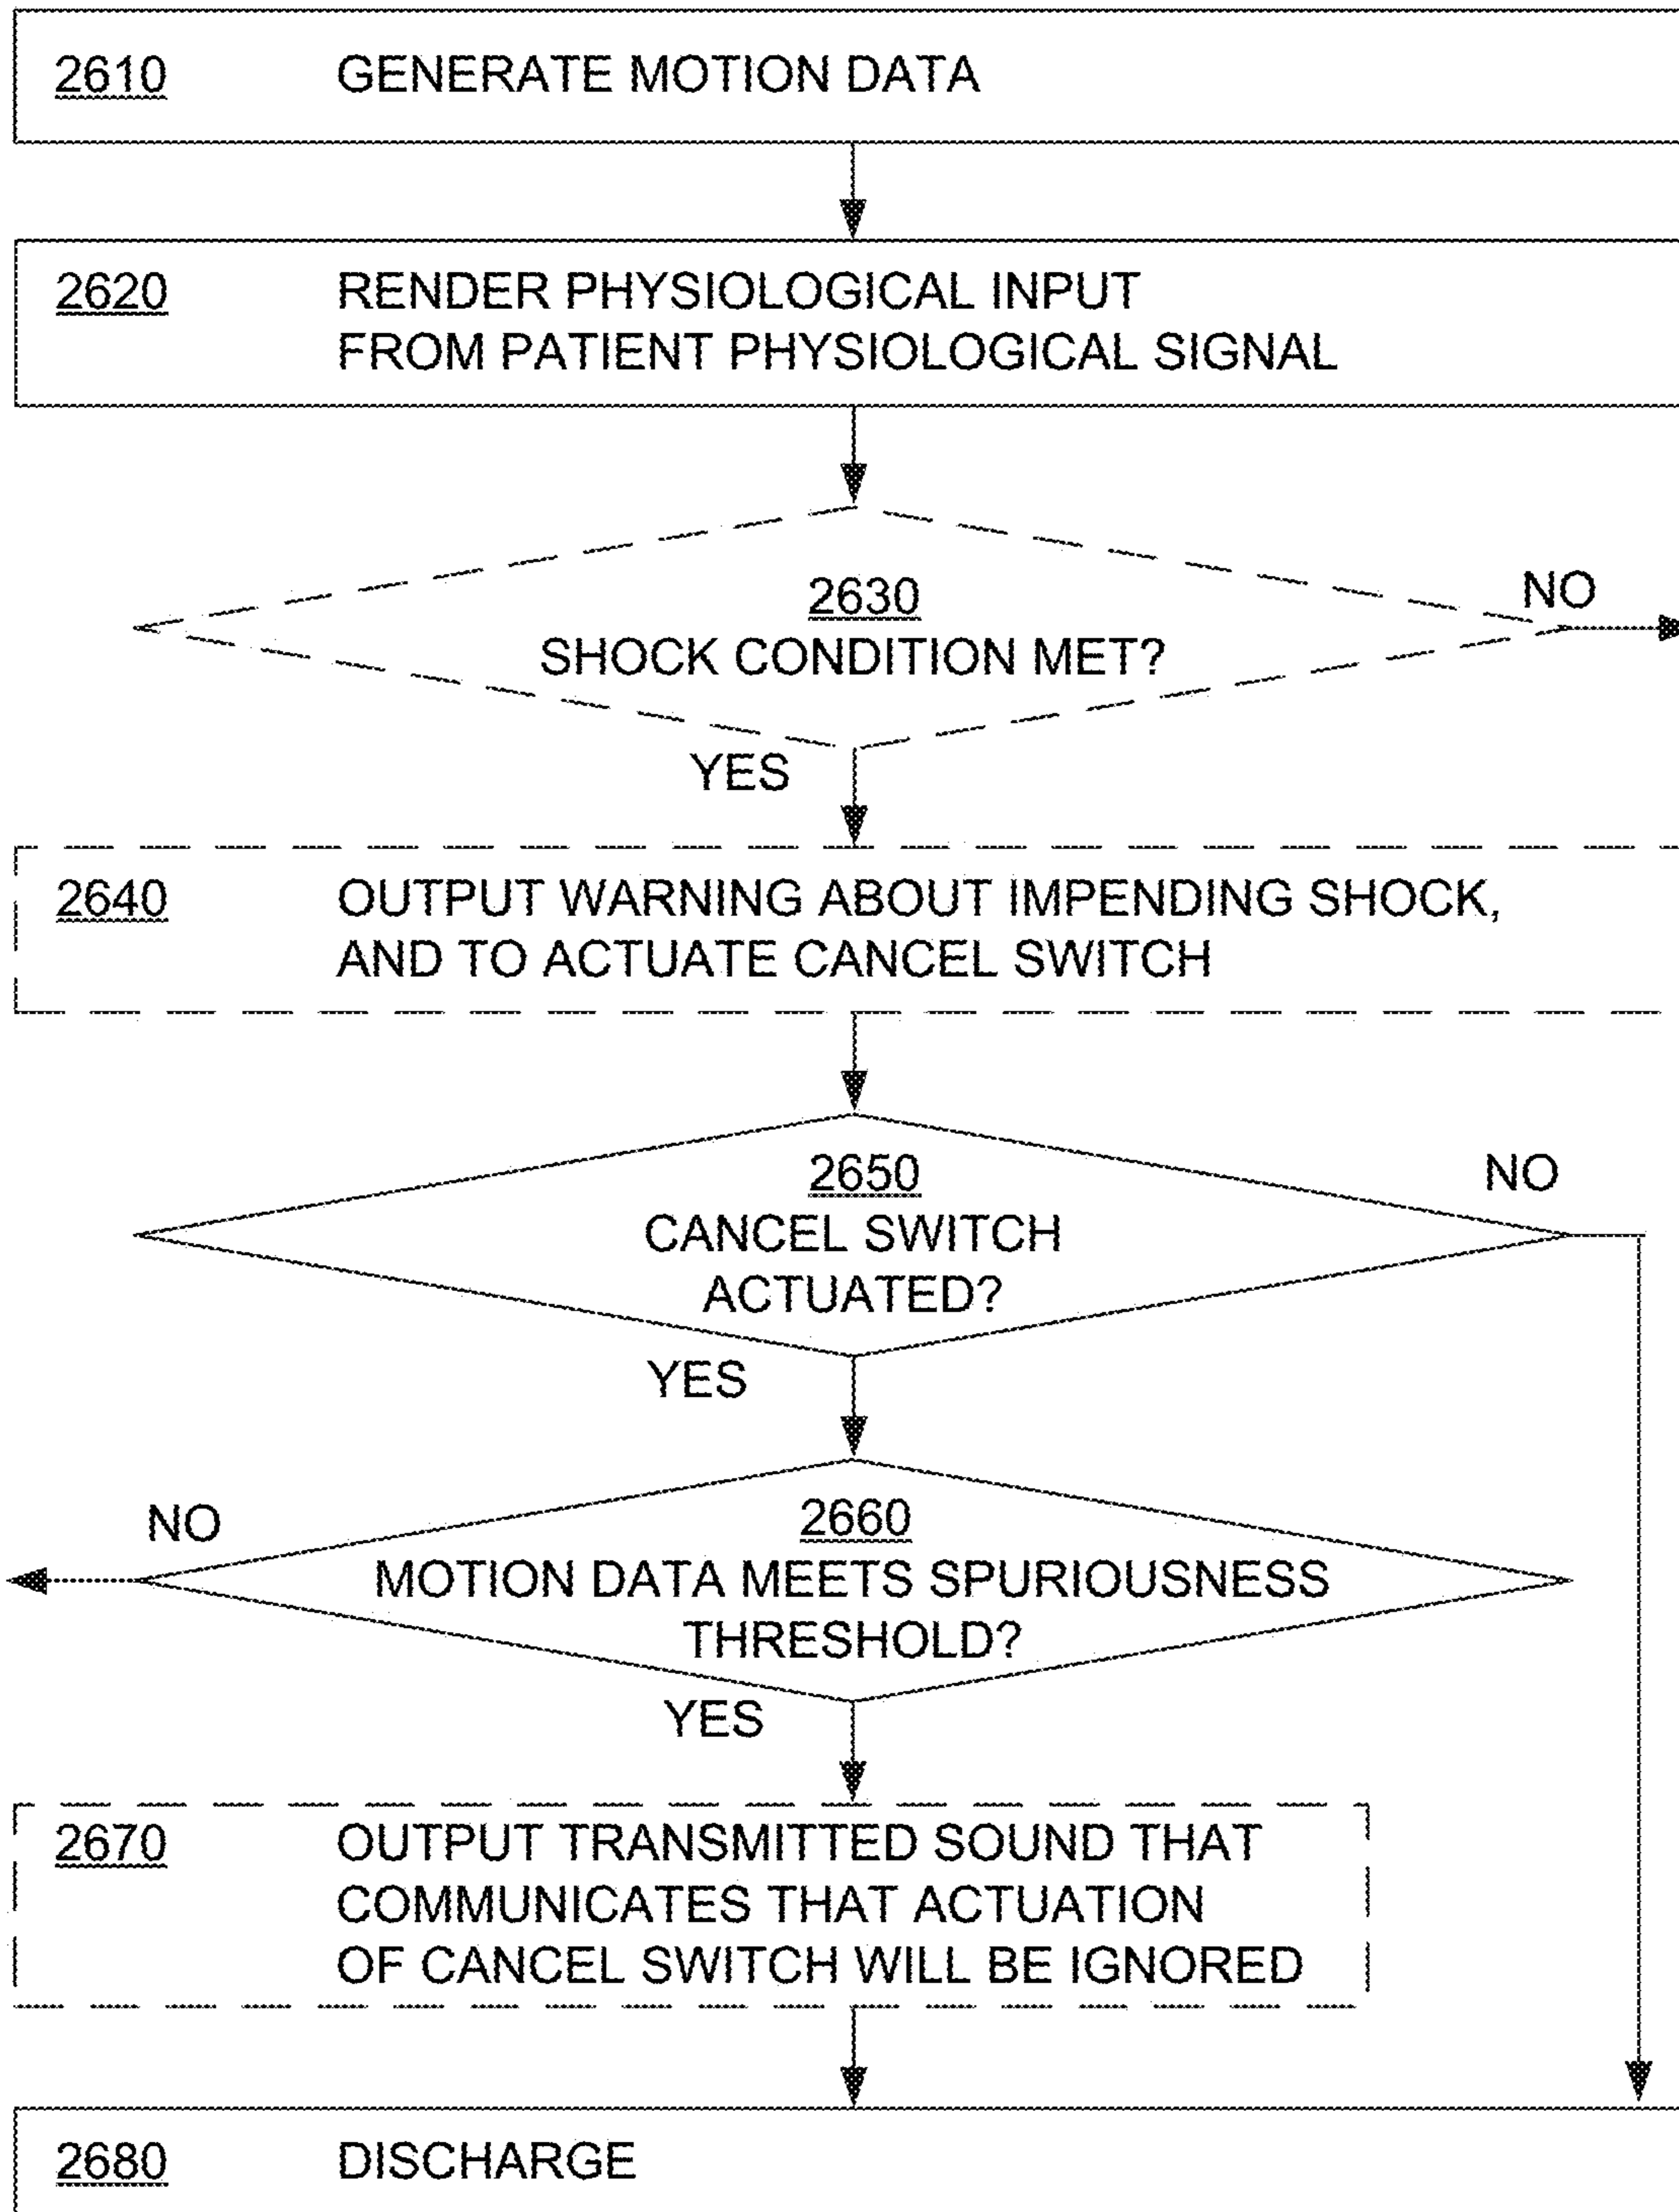 2610 GENERATE MOTION DATA
2620 RENDER PHYSIOLOGICAL INPUT
FROM PATIENT PHYSIOLOGICAL SIGNAL
2630
NO
SHOCK CONDITION MET?
YES
2640 OUTPUT WARNING ABOUT IMPENDING SHOCK,
AND TO ACTUATE CANCEL SWITCH
2650
NO
CANCEL SWITCH
ACTUATED?
YES
NO
2660
MOTION DATA MEETS SPURIOUSNESS
THRESHOLD?
YES
2670 OUTPUT TRANSMITTED SOUND THAT
COMMUNICATES THAT ACTUATION
OF CANCEL SWITCH WILL BE IGNORED
2680 DISCHARGE